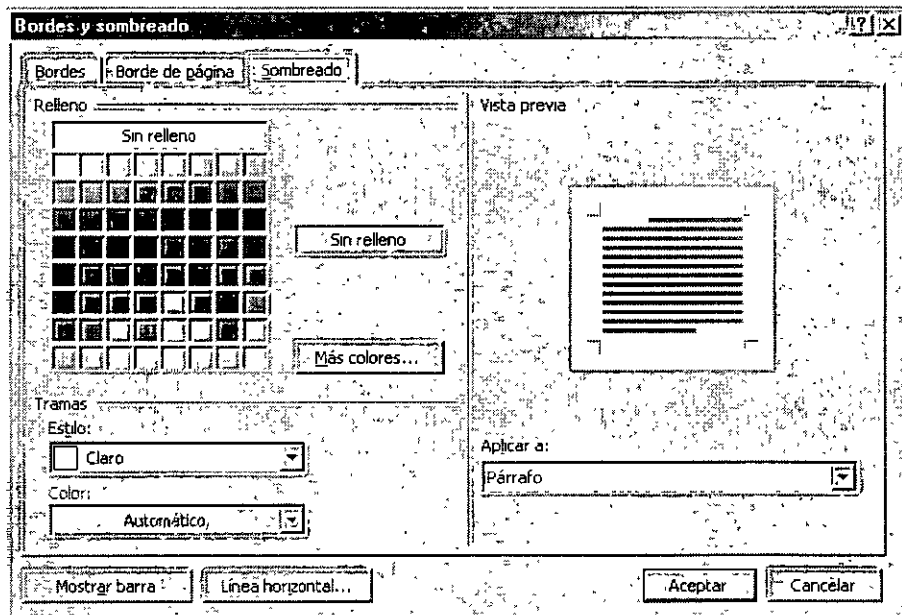 Bordes y sombreado
Bordes Borde de página Sombreado
Relleno
Sin relleno
Sin relleno
Más colores...
Tramas
Estilo:
Claro
Color:
Automático
Vista previa
Aplicar a:
Párrafo
Mostrar barra Línea horizontal... Aceptar Cancelar